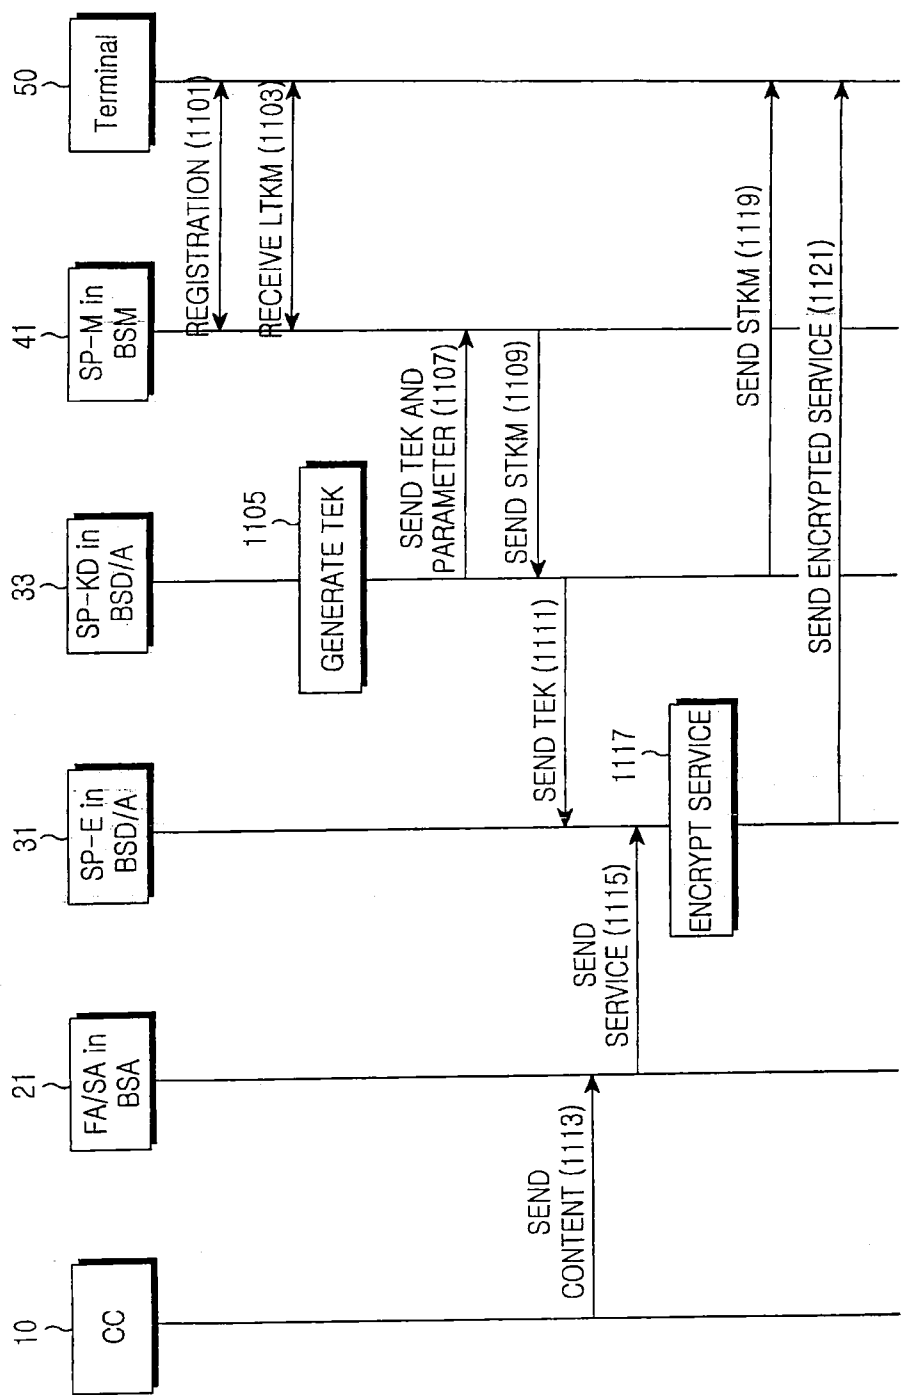 10
CC
21
FA/SA in
BSA
31
SP-E in
BSD/A
33
SP-KD in
BSD/A
41
SP-M in
BSM
50
Terminal
REGISTRATION (1101)
RECEIVE LTKM (1103)
1105
GENERATE TEK
SEND TEK AND
PARAMETER (1107)
SEND STKM (1109)
SEND TEK (1111)
SEND
CONTENT (1113)
SEND
SERVICE (1115)
1117
ENCRYPT SERVICE
SEND STKM (1119)
SEND ENCRYPTED SERVICE (1121)